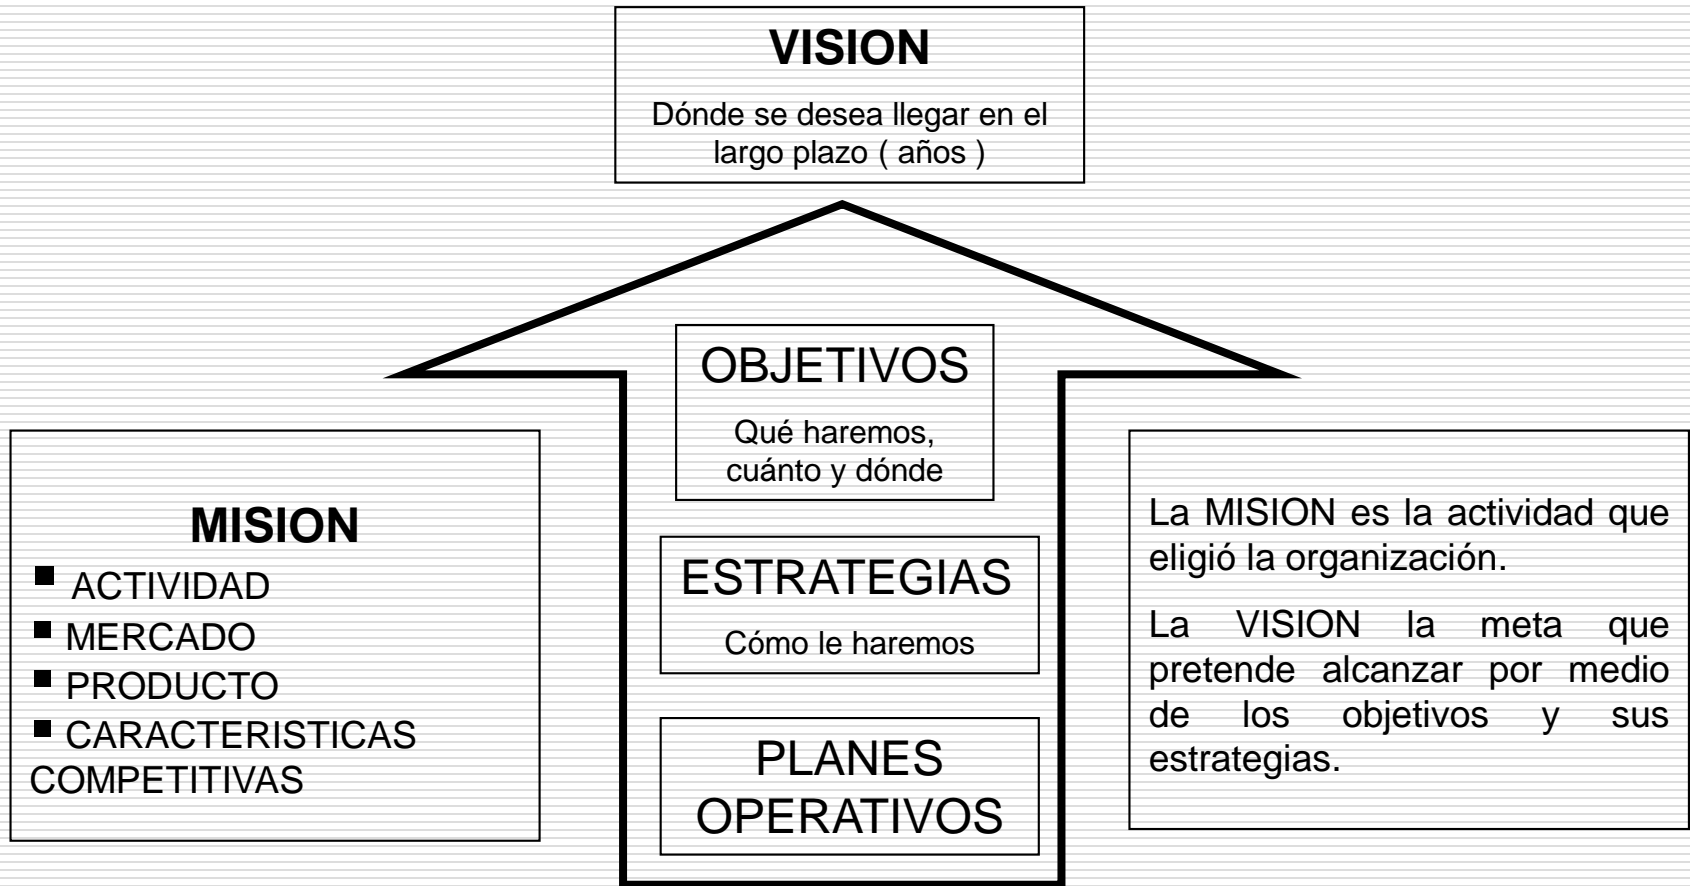 VISION
Dónde se desea llegar en el
largo plazo ( años )
OBJETIVOS
Qué haremos,
cuánto y dónde
MISION
ACTIVIDAD
MERCADO
PRODUCTO
CARACTERISTICAS
COMPETITIVAS
ESTRATEGIAS
Cómo le haremos
PLANES
OPERATIVOS
La MISION es la actividad que
eligió la organización.
La VISION la meta que
pretende alcanzar por medio
de los objetivos y sus
estrategias.